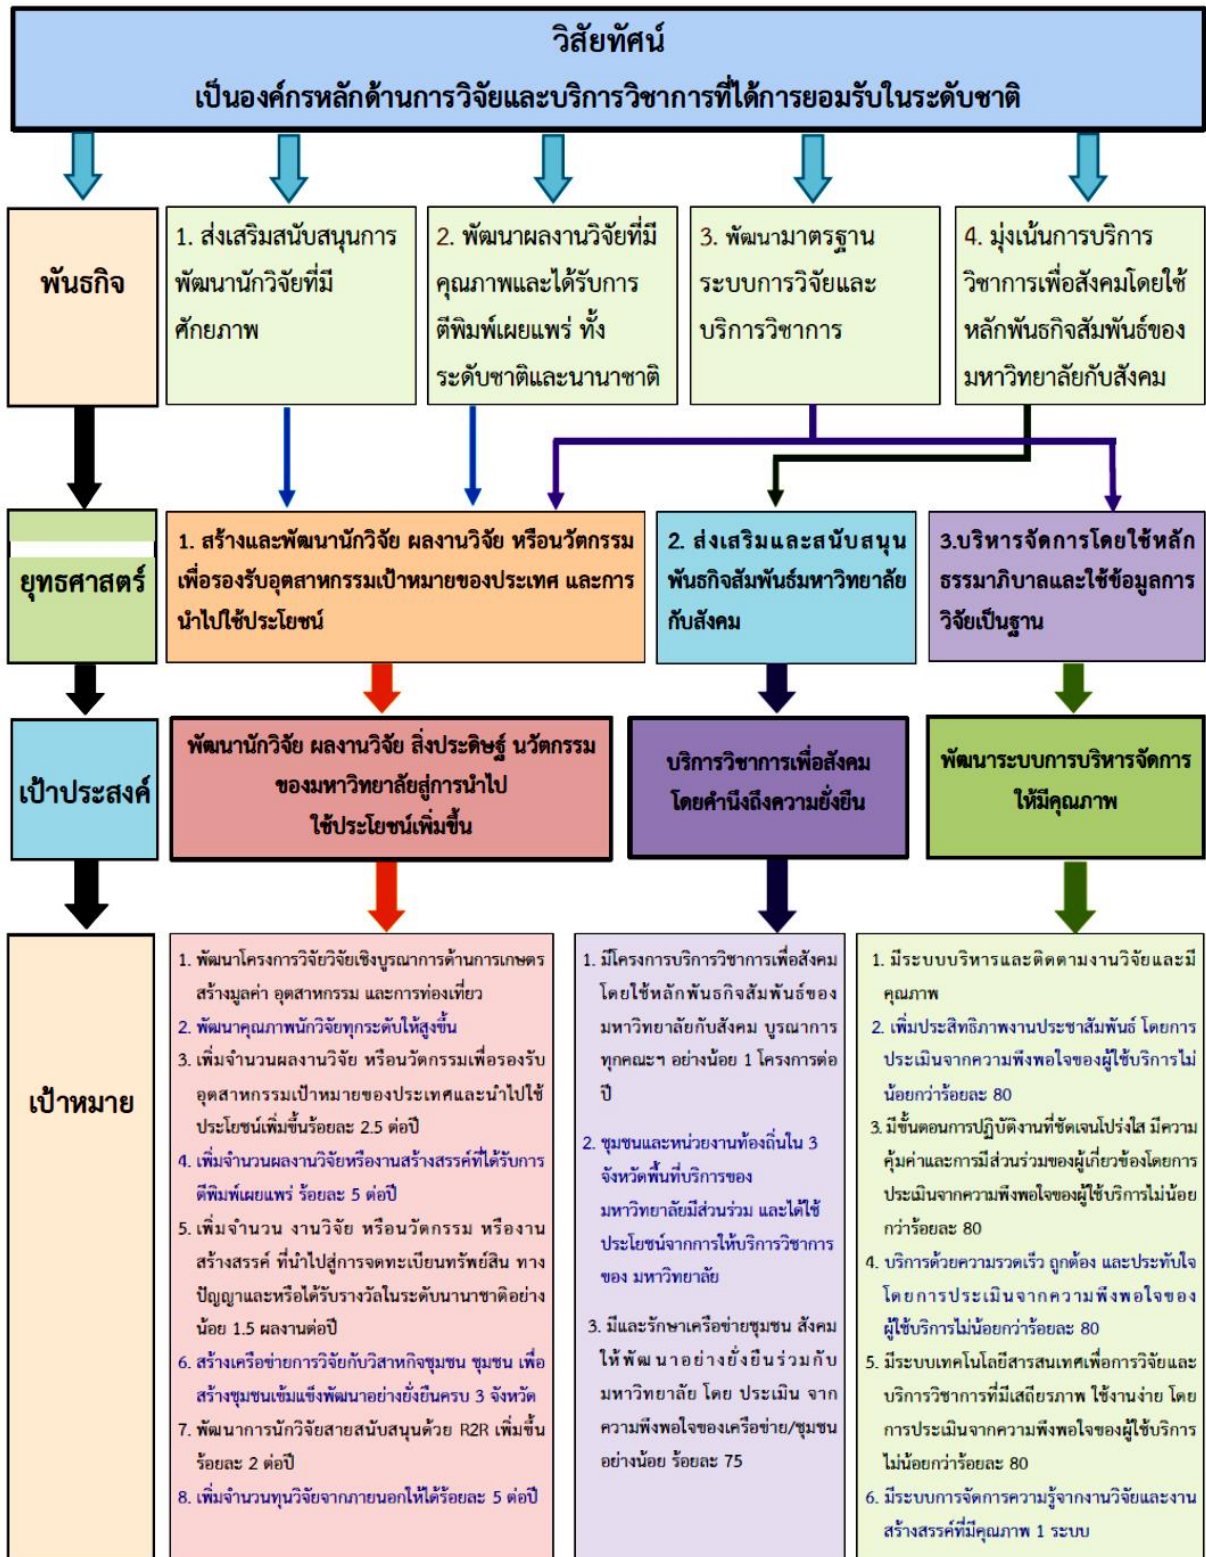 วิสัยทัศน์
เป็นองค์กรหลักด้านการวิจัยและบริการวิชาการที่ได้การยอมรับในระดับชาติ
พันธกิจ
1. ส่งเสริมสนับสนุนการ
พัฒนานักวิจัยที่มี
ศักยภาพ
2. พัฒนาผลงานวิจัยที่มี
คุณภาพและได้รับการ
ตีพิมพ์เผยแพร่ ทั้ง
ระดับชาติและนานาชาติ
3. พัฒนามาตรฐาน
ระบบการวิจัยและ
บริการวิชาการ
4. มุ่งเน้นการบริการ
วิชาการเพื่อสังคมโดยใช้
หลักพันธกิจสัมพันธ์ของ
มหาวิทยาลัยกับสังคม
ยุทธศาสตร์
1. สร้างและพัฒนานักวิจัย ผลงานวิจัย หรือนวัตกรรม
เพื่อรองรับอุตสาหกรรมเป้าหมายของประเทศ และการ
นำไปใช้ประโยชน์
2. ส่งเสริมและสนับสนุน
พันธกิจสัมพันธ์มหาวิทยาลัย
กับสังคม
3.บริหารจัดการโดยใช้หลัก
ธรรมาภิบาลและใช้ข้อมูลการ
วิจัยเป็นฐาน
เป้าประสงค์
พัฒนานักวิจัย ผลงานวิจัย สิ่งประดิษฐ์ นวัตกรรม
ของมหาวิทยาลัยสู่การนำไป
ใช้ประโยชน์เพิ่มขึ้น
บริการวิชาการเพื่อสังคม
โดยคำนึงถึงความยั่งยืน
พัฒนาระบบการบริหารจัดการ
ให้มีคุณภาพ
เป้าหมาย
1. พัฒนาโครงการวิจัยวิจัยเชิงบูรณาการด้านการเกษตร
สร้างมูลค่า อุตสาหกรรม และการท่องเที่ยว
2. พัฒนาคุณภาพนักวิจัยทุกระดับให้สูงขึ้น
3. เพิ่มจำนวนผลงานวิจัย หรือนวัตกรรมเพื่อรองรับ
อุตสาหกรรมเป้าหมายของประเทศและนำไปใช้
ประโยชน์เพิ่มขึ้นร้อยละ 2.5 ต่อปี
4. เพิ่มจำนวนผลงานวิจัยหรืองานสร้างสรรค์ที่ได้รับการ
ตีพิมพ์เผยแพร่ ร้อยละ 5 ต่อปี
5. เพิ่มจำนวน งานวิจัย หรือนวัตกรรม หรืองาน
สร้างสรรค์ ที่นำไปสู่การจดทะเบียนทรัพย์สิน ทาง
ปัญญาและหรือได้รับรางวัลในระดับนานาชาติอย่าง
น้อย 1.5 ผลงานต่อปี
6. สร้างเครือข่ายการวิจัยกับวิสาหกิจชุมชน ชุมชน เพื่อ
สร้างชุมชนเข้มแข็งพัฒนาอย่างยั่งยืนครบ 3 จังหวัด
7. พัฒนาการนักวิจัยสายสนับสนุนด้วย R2R เพิ่มขึ้น
ร้อยละ 2 ต่อปี
8. เพิ่มจำนวนทุนวิจัยจากภายนอกให้ได้ร้อยละ 5 ต่อปี
1. มีโครงการบริการวิชาการเพื่อสังคม
โดยใช้หลักพันธกิจสัมพันธ์ของ
มหาวิทยาลัยกับสังคม บูรณาการ
ทุกคณะฯ อย่างน้อย 1 โครงการต่อ
ปี
2. ชุมชนและหน่วยงานท้องถิ่นใน 3
จังหวัดพื้นที่บริการของ
มหาวิทยาลัยมีส่วนร่วม และได้ใช้
ประโยชน์จากการให้บริการวิชาการ
ของ มหาวิทยาลัย
3. มีและรักษาเครือข่ายชุมชน สังคม
ให้พัฒนาอย่างยั่งยืนร่วมกับ
มหาวิทยาลัย โดย ประเมิน จาก
ความพึงพอใจของเครือข่าย/ชุมชน
อย่างน้อย ร้อยละ 75
1. มีระบบบริหารและติดตามงานวิจัยและมี
คุณภาพ
2. เพิ่มประสิทธิภาพงานประชาสัมพันธ์ โดยการ
ประเมินจากความพึงพอใจของผู้ใช้บริการไม่
น้อยกว่าร้อยละ 80
3. มีขั้นตอนการปฏิบัติงานที่ชัดเจนโปร่งใส มีความ
คุ้มค่าและการมีส่วนร่วมของผู้เกี่ยวข้องโดยการ
ประเมินจากความพึงพอใจของผู้ใช้บริการไม่น้อย
กว่าร้อยละ 80
4. บริการด้วยความรวดเร็ว ถูกต้อง และประทับใจ
โดยการประเมินจากความพึงพอใจของ
ผู้ใช้บริการไม่น้อยกว่าร้อยละ 80
5. มีระบบเทคโนโลยีสารสนเทศเพื่อการวิจัยและ
บริการวิชาการที่มีเสถียรภาพ ใช้งานง่าย โดย
การประเมินจากความพึงพอใจของผู้ใช้บริการ
ไม่น้อยกว่าร้อยละ 80
6. มีระบบการจัดการความรู้จากงานวิจัยและงาน
สร้างสรรค์ที่มีคุณภาพ 1 ระบบ